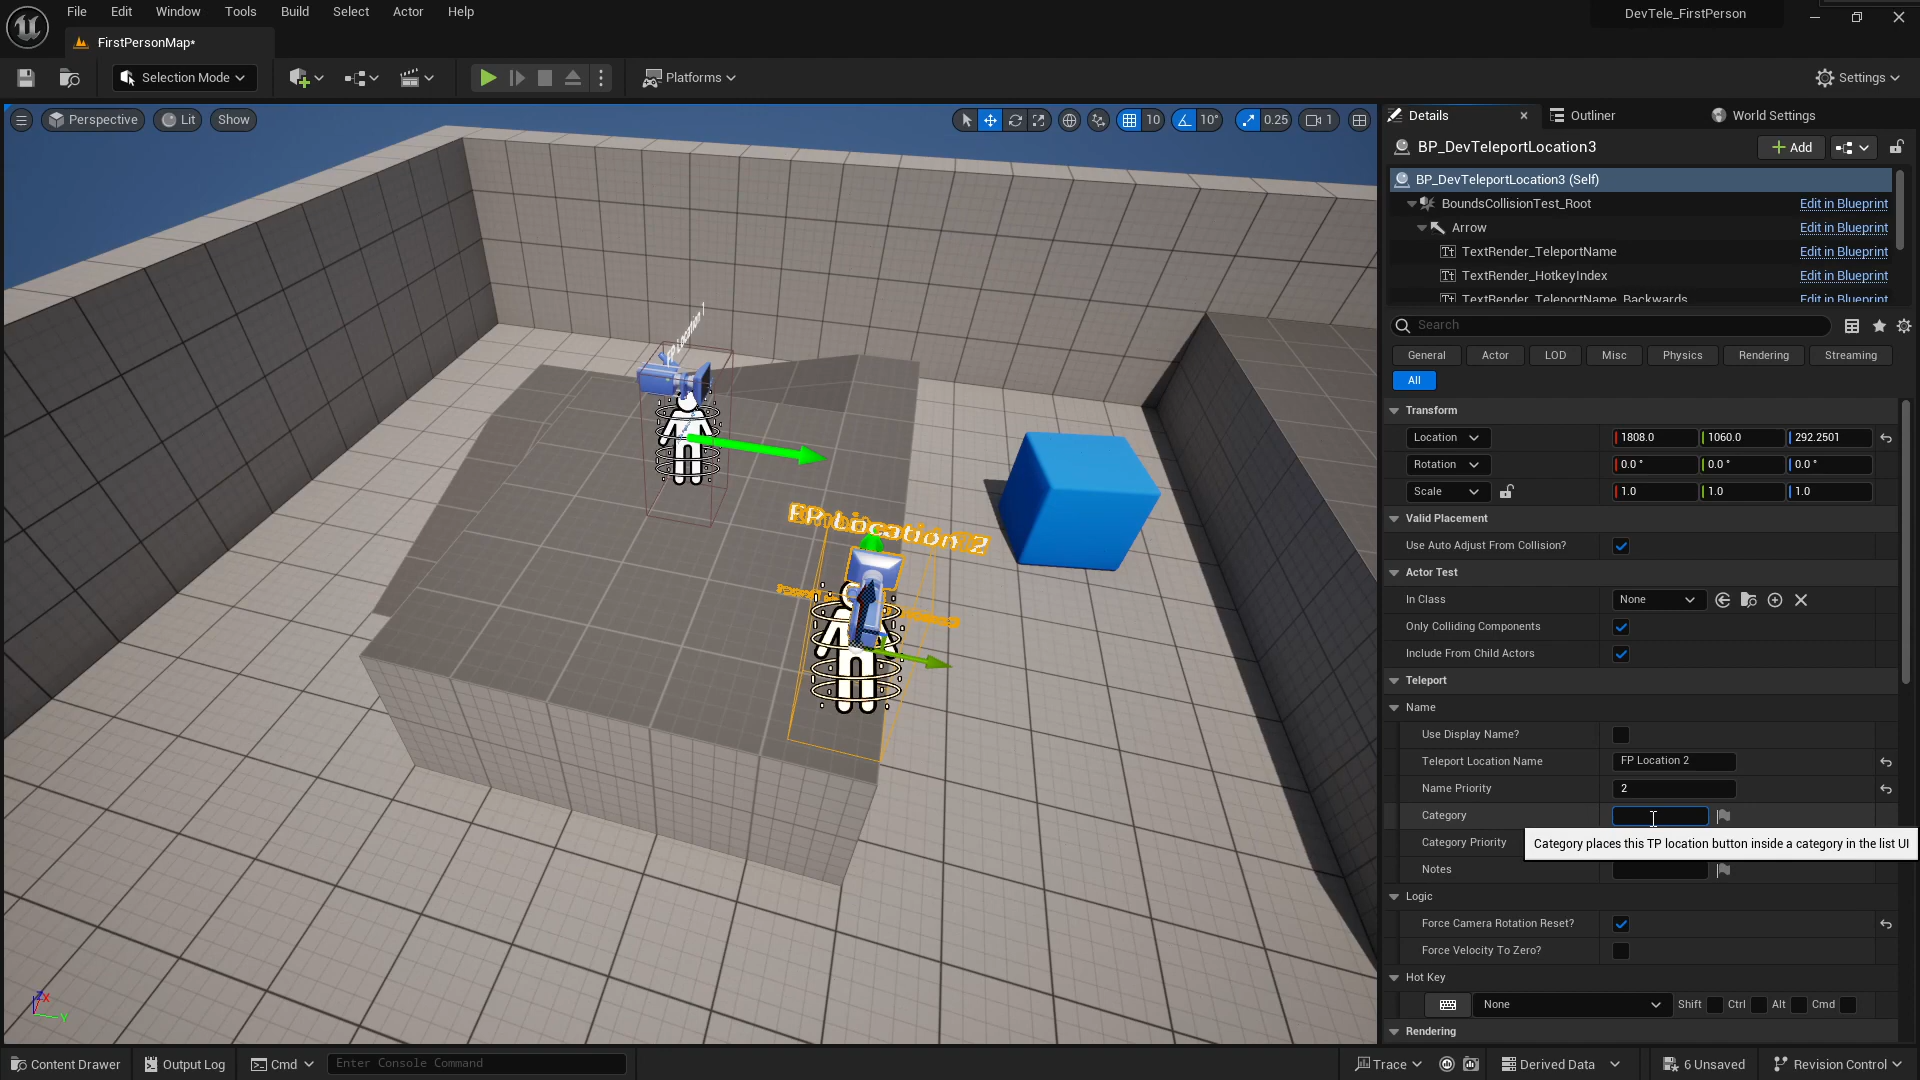 File Edit Window Tools Build Select Actor Help
DevTele_FirstPerson
FirstPersonMap*
Selection Mode
Platforms
Settings
Perspective
Lit
Show
10
10°
0.25
1
FP Location 2
Details
Outliner
World Settings
BP_DevTeleportLocation3
Add
BP_DevTeleportLocation3 (Self)
BoundsCollisionTest_Root Edit in Blueprint
Arrow Edit in Blueprint
TextRender_TeleportName Edit in Blueprint
TextRender_HotkeyIndex Edit in Blueprint
TextRender_TeleportName_Backwards Edit in Blueprint
Search
General Actor LOD Misc Physics Rendering Streaming
All
Transform
Location 1808.0 1060.0 292.2501
Rotation 0.0 ° 0.0 ° 0.0 °
Scale 1.0 1.0 1.0
Valid Placement
Use Auto Adjust From Collision?
Actor Test
In Class None
Only Colliding Components
Include From Child Actors
Teleport
Name
Use Display Name?
Teleport Location Name FP Location 2
Name Priority 2
Category
Category Priority
Category places this TP location button inside a category in the list UI
Notes
Logic
Force Camera Rotation Reset?
Force Velocity To Zero?
Hot Key
None Shift Ctrl Alt Cmd
Rendering
Content Drawer
Output Log
Cmd
Enter Console Command
Trace
Derived Data
6 Unsaved
Revision Control